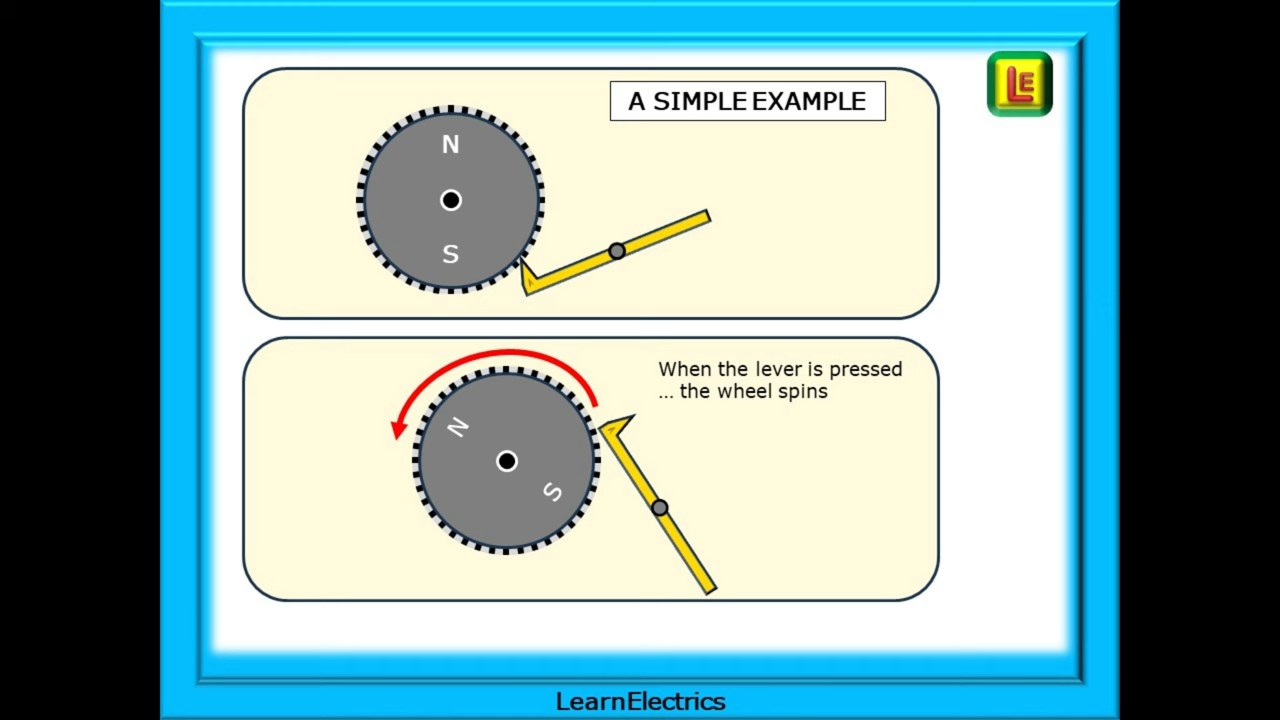 A SIMPLE EXAMPLE
LE
N
S
When the lever is pressed
... the wheel spins
N
S
LearnElectrics